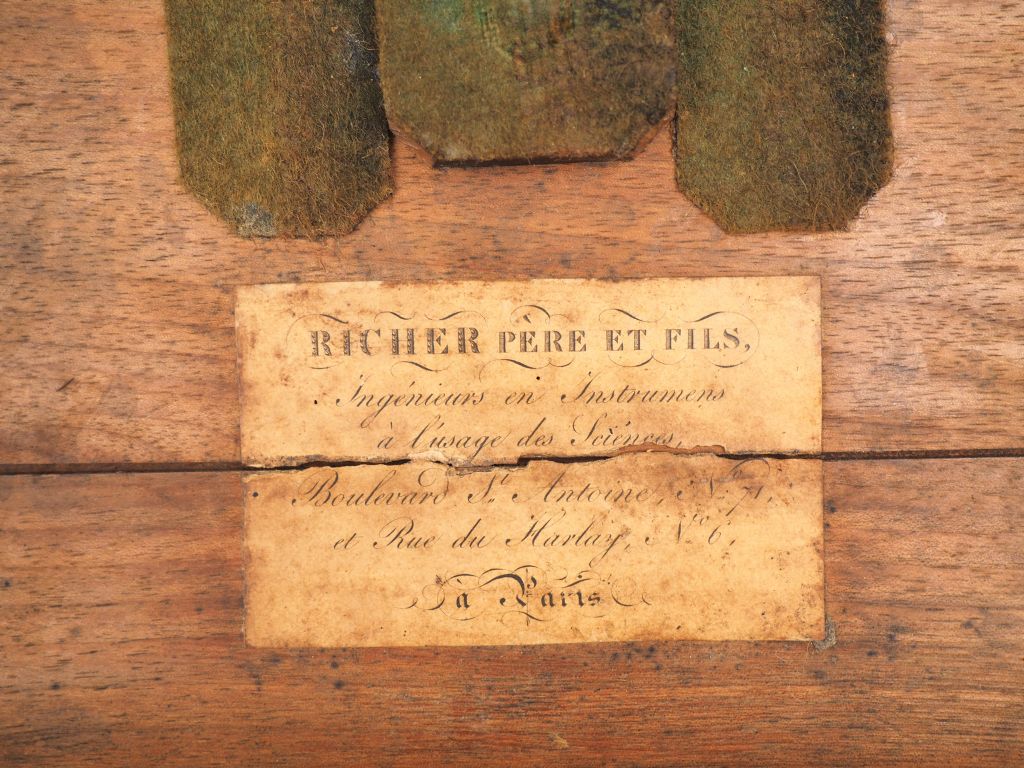 RICHER PÈRE ET FILS,
Ingénieurs en Instrumens
à l'usage des Sciénces,
Boulevard St. Antoine, No. 71,
et Rue du Harlay, No. 6,
à Paris